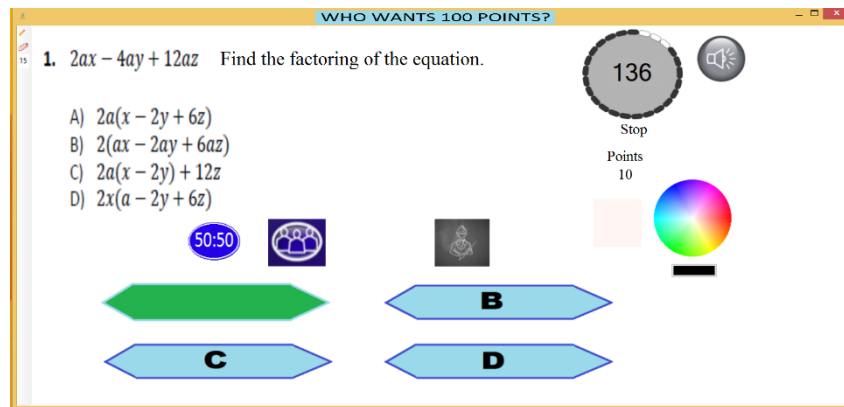 WHO WANTS 100 POINTS?
15
1. 2ax − 4ay + 12az Find the factoring of the equation.
136
A) 2a(x − 2y + 6z)
B) 2(ax − 2ay + 6az)
C) 2a(x − 2y) + 12z
D) 2x(a − 2y + 6z)
Stop
Points
10
50:50
B
C
D